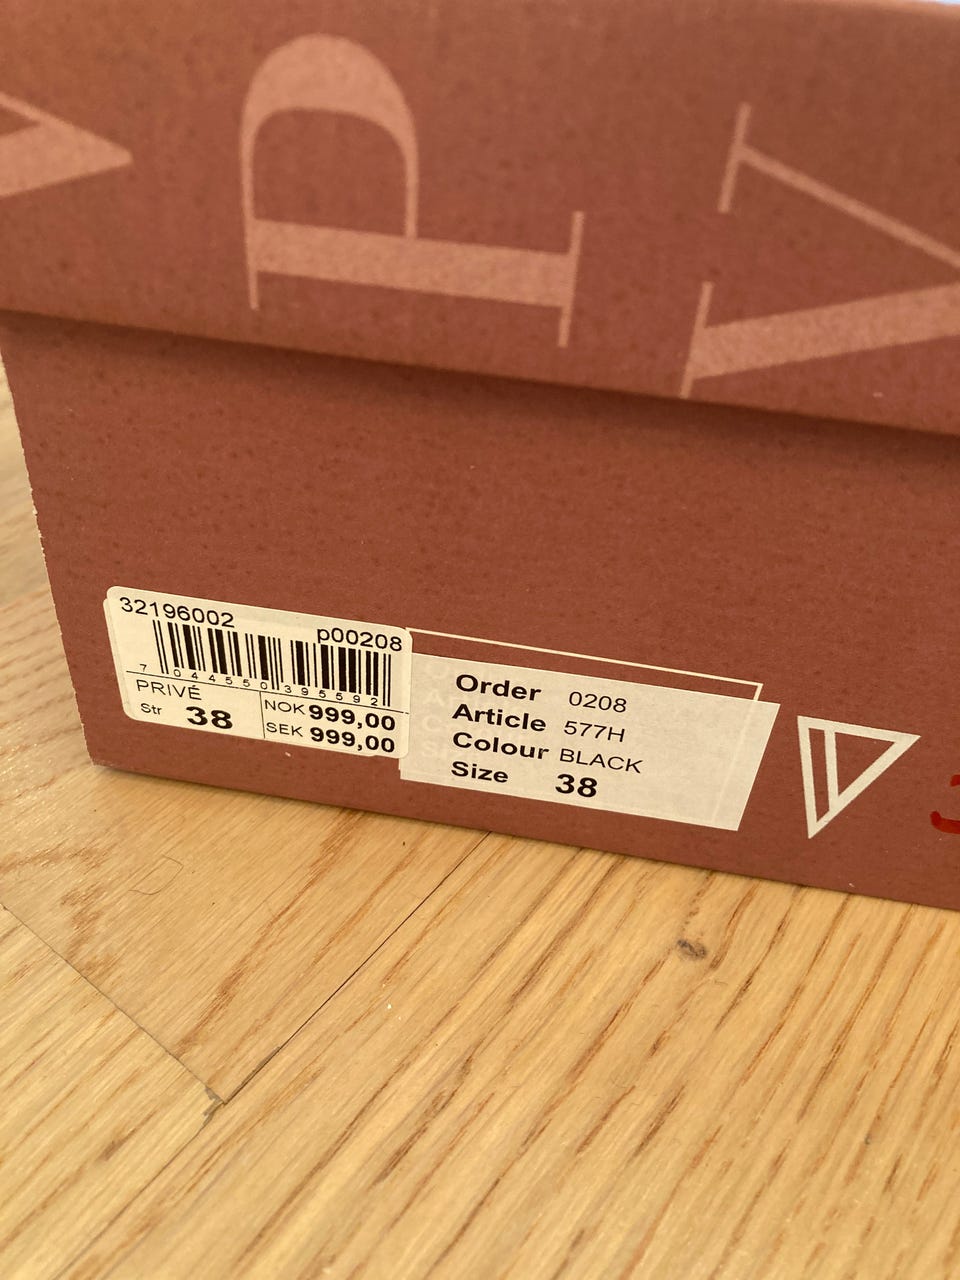 P V
32196002
p00208
7 044550 395592
PRIVÉ
Str 38
NOK 999,00
SEK 999,00
Order 0208
Article 577H
Colour BLACK
Size 38